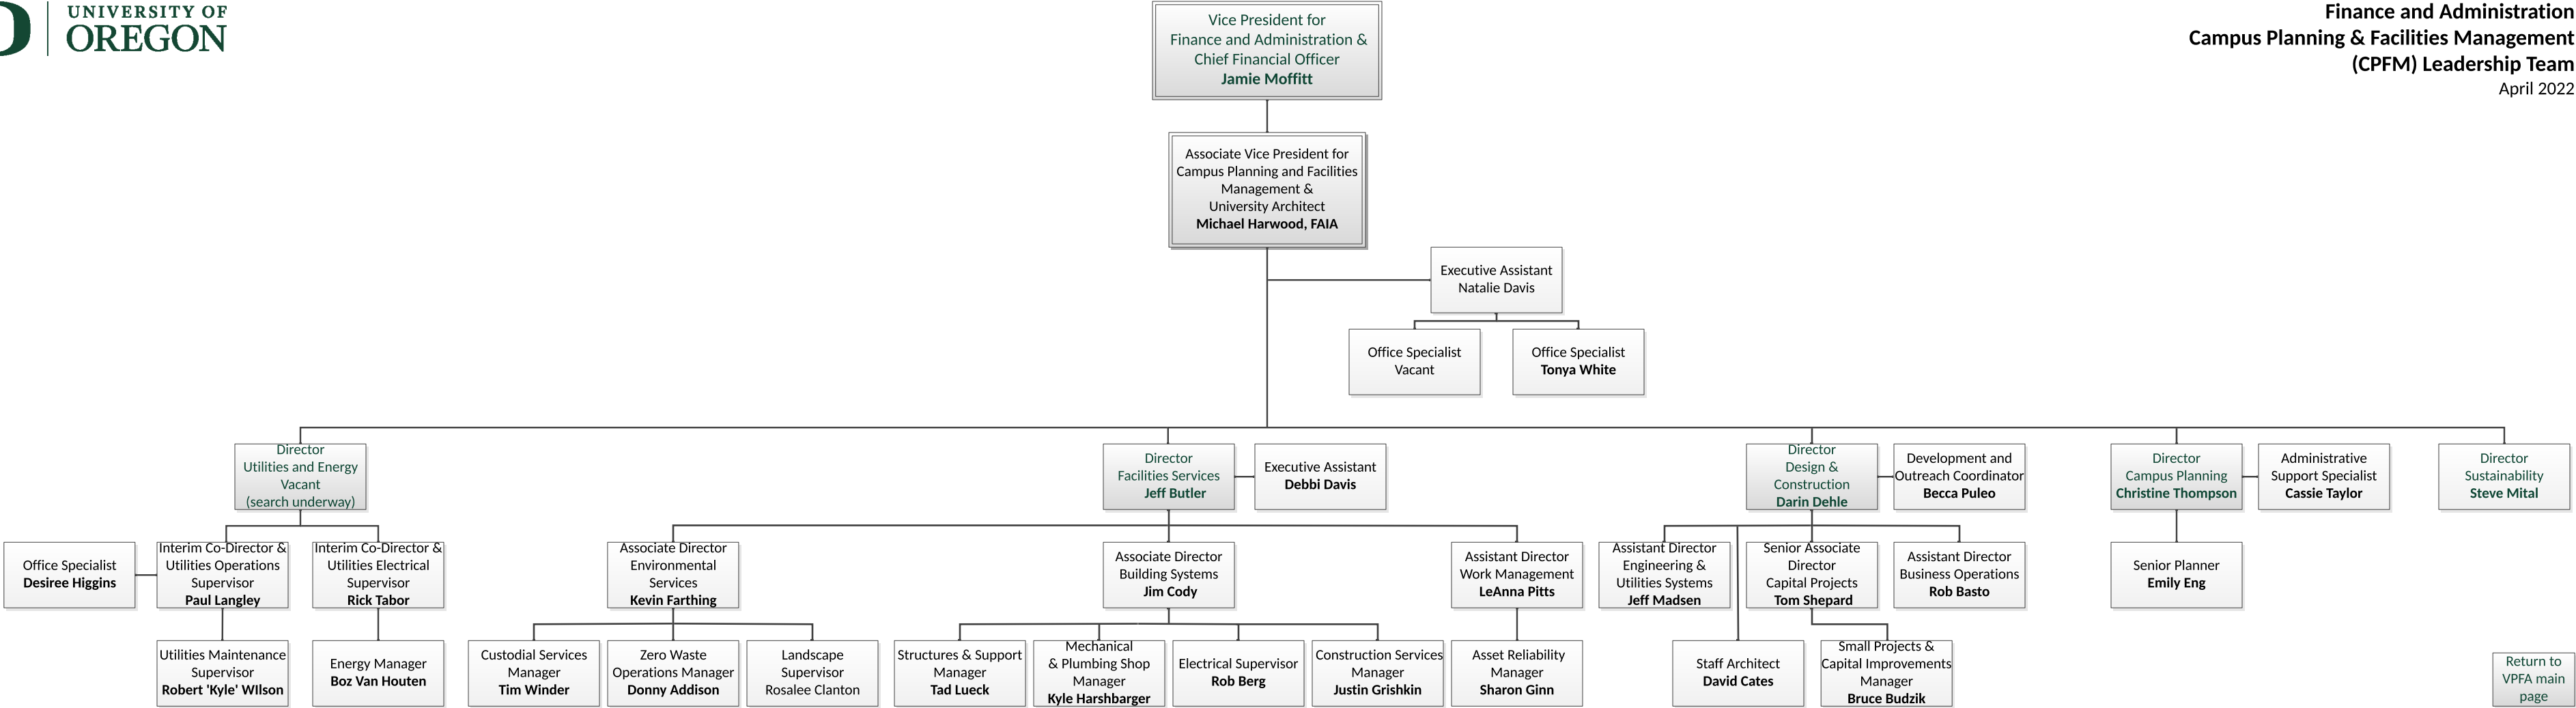 UNIVERSITY OF
OREGON
Finance and Administration
Campus Planning & Facilities Management
(CPFM) Leadership Team
April 2022
Vice President for
Finance and Administration &
Chief Financial Officer
Jamie Moffitt
Associate Vice President for
Campus Planning and Facilities
Management &
University Architect
Michael Harwood, FAIA
Executive Assistant
Natalie Davis
Office Specialist
Vacant
Office Specialist
Tonya White
Director
Utilities and Energy
Vacant
(search underway)
Director
Facilities Services
Jeff Butler
Executive Assistant
Debbi Davis
Director
Design &
Construction
Darin Dehle
Development and
Outreach Coordinator
Becca Puleo
Director
Campus Planning
Christine Thompson
Administrative
Support Specialist
Cassie Taylor
Director
Sustainability
Steve Mital
Office Specialist
Desiree Higgins
Interim Co-Director &
Utilities Operations
Supervisor
Paul Langley
Interim Co-Director &
Utilities Electrical
Supervisor
Rick Tabor
Associate Director
Environmental
Services
Kevin Farthing
Associate Director
Building Systems
Jim Cody
Assistant Director
Work Management
LeAnna Pitts
Assistant Director
Engineering &
Utilities Systems
Jeff Madsen
Senior Associate
Director
Capital Projects
Tom Shepard
Assistant Director
Business Operations
Rob Basto
Senior Planner
Emily Eng
Utilities Maintenance
Supervisor
Robert 'Kyle' WIlson
Energy Manager
Boz Van Houten
Custodial Services
Manager
Tim Winder
Zero Waste
Operations Manager
Donny Addison
Landscape
Supervisor
Rosalee Clanton
Structures & Support
Manager
Tad Lueck
Mechanical
& Plumbing Shop
Manager
Kyle Harshbarger
Electrical Supervisor
Rob Berg
Construction Services
Manager
Justin Grishkin
Asset Reliability
Manager
Sharon Ginn
Staff Architect
David Cates
Small Projects &
Capital Improvements
Manager
Bruce Budzik
Return to
VPFA main
page